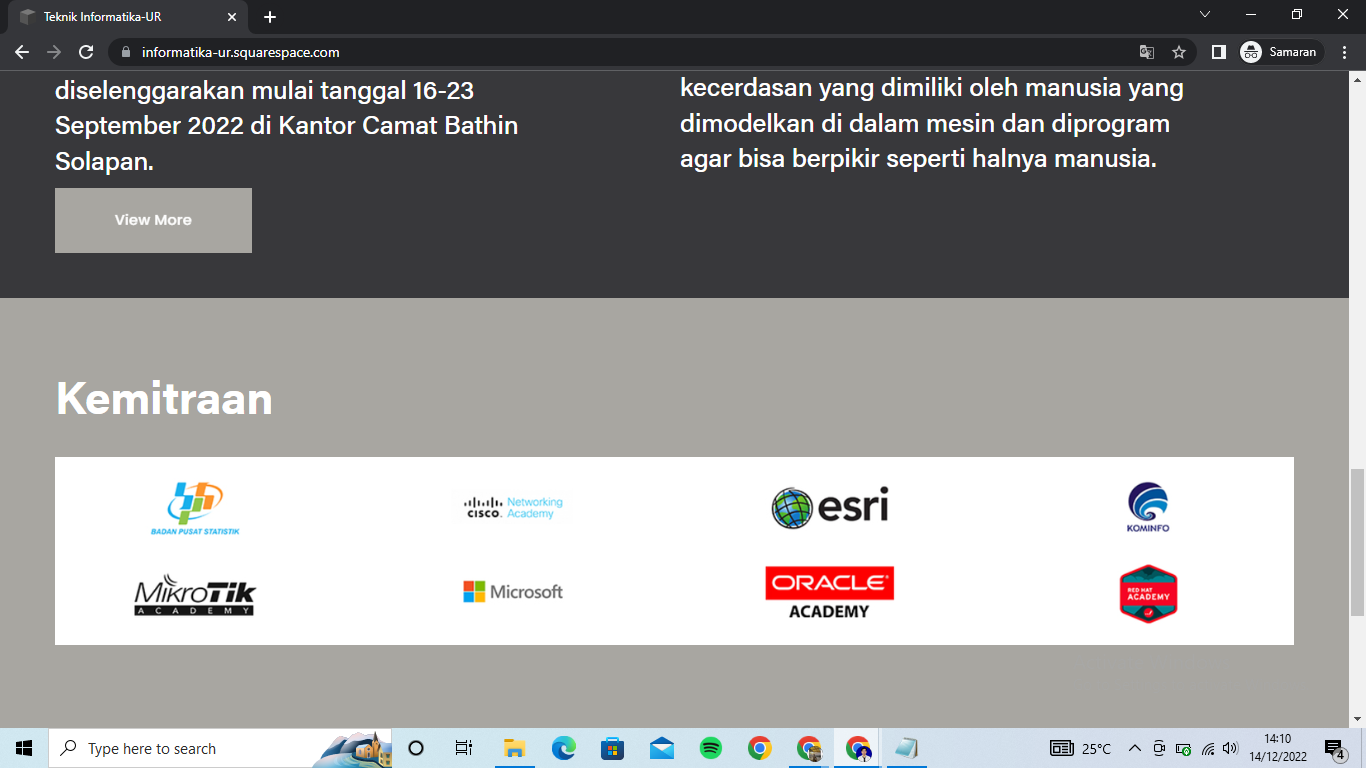 Teknik Informatika-UR
informatika-ur.squarespace.com
Samaran
diselenggarakan mulai tanggal 16-23
September 2022 di Kantor Camat Bathin
Solapan.
View More
kecerdasan yang dimiliki oleh manusia yang
dimodelkan di dalam mesin dan diprogram
agar bisa berpikir seperti halnya manusia.
Kemitraan
BADAN PUSAT STATISTIK
cisco. Networking
Academy
esri
KOMINFO
MikroTik
ACADEMY
Microsoft
ORACLE
ACADEMY
RED HAT
ACADEMY
Type here to search
25°C
14:10
14/12/2022
4